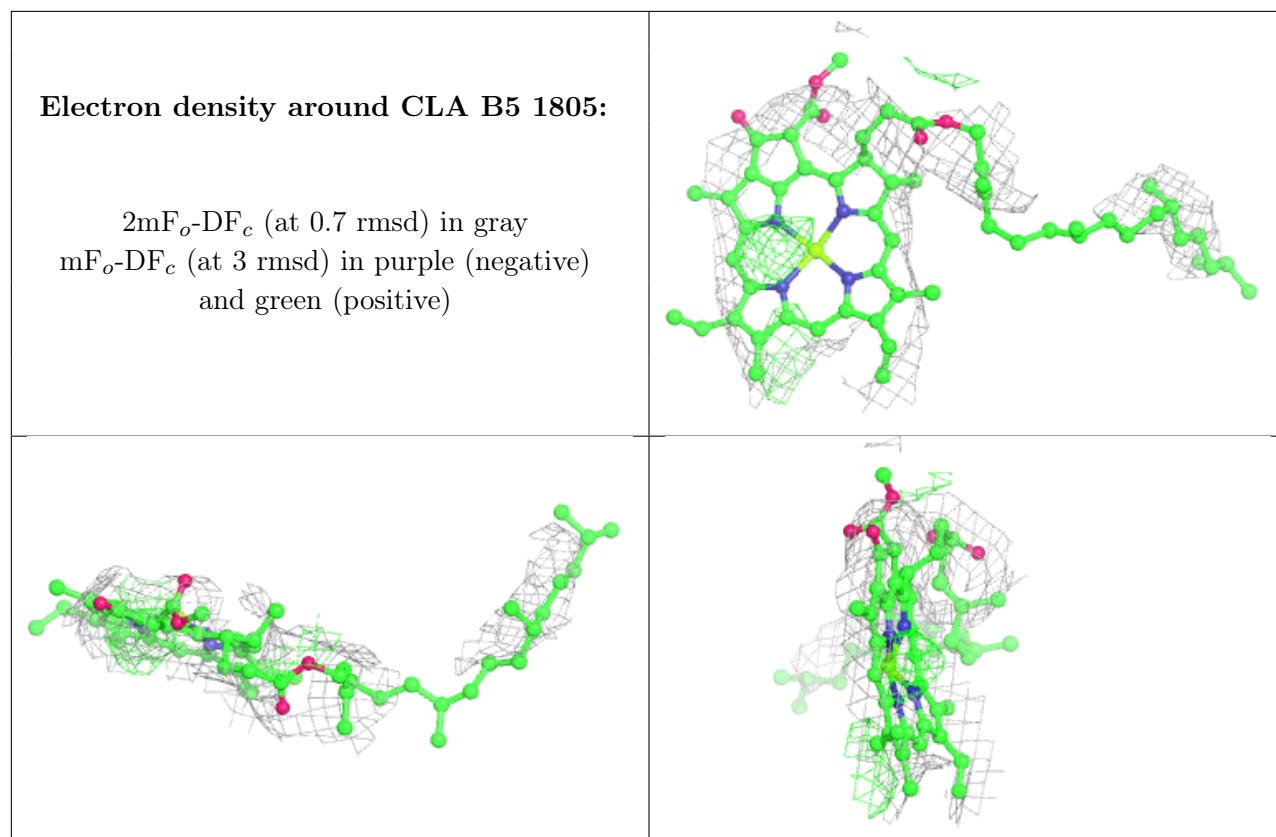 Electron density around CLA B5 1805:
2mFo-DFc (at 0.7 rmsd) in gray
mFo-DFc (at 3 rmsd) in purple (negative)
and green (positive)